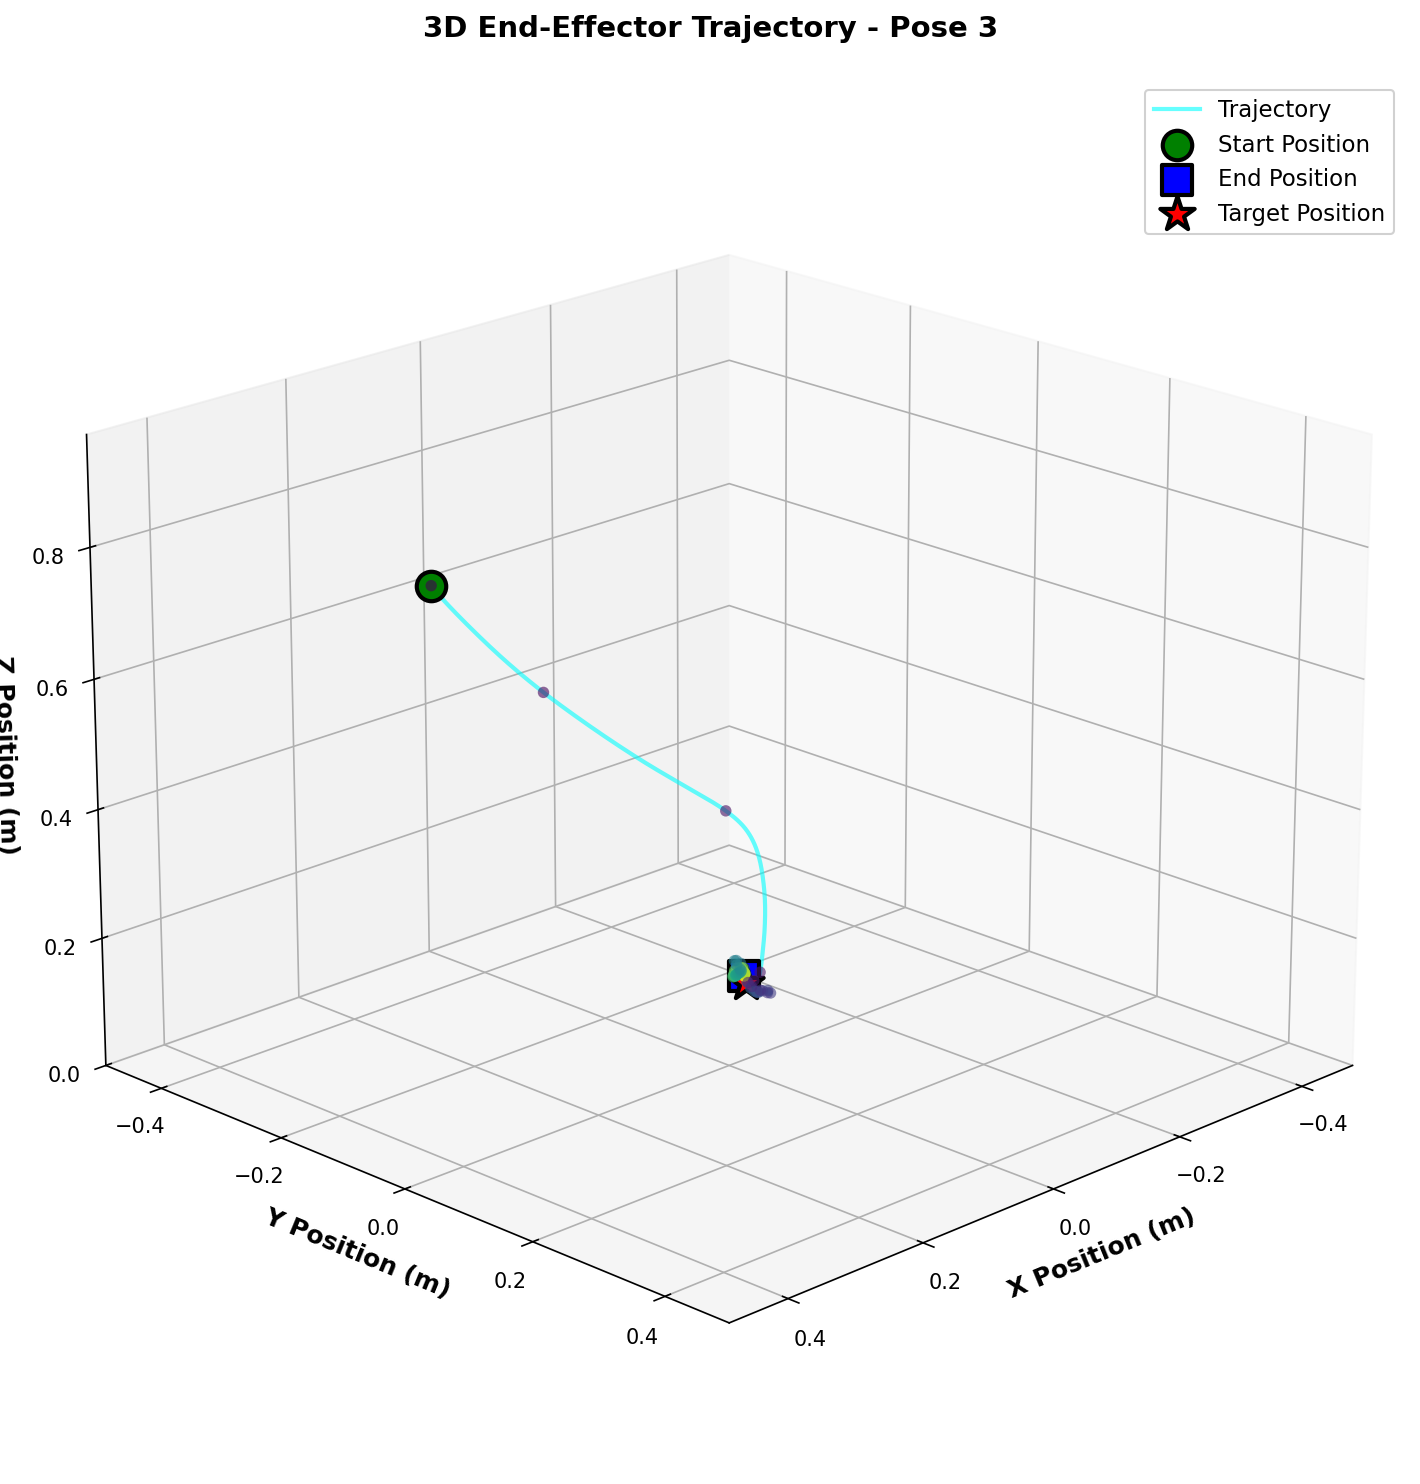 3D End-Effector Trajectory - Pose 3
Trajectory
Start Position
End Position
Target Position
0.8
0.6
0.4
0.2
0.0
Z Position (m)
−0.4
−0.2
0.0
0.2
0.4
Y Position (m)
−0.4
−0.2
0.0
0.2
0.4
X Position (m)